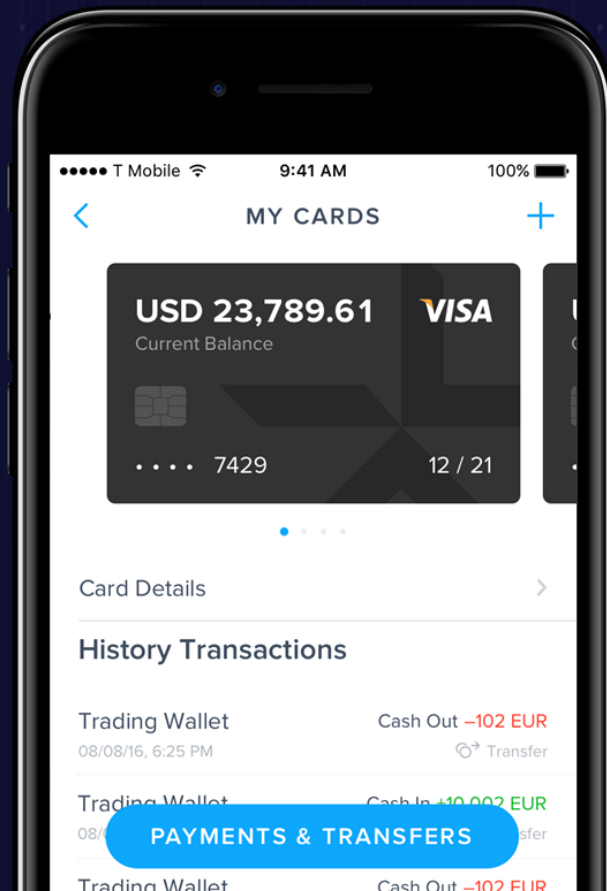 T Mobile 9:41 AM 100%
MY CARDS
USD 23,789.61 VISA
Current Balance
•••• 7429 12 / 21
Card Details
History Transactions
Trading Wallet Cash Out –102 EUR
08/08/16, 6:25 PM Transfer
Trading Wallet Cash In +10 002 EUR
PAYMENTS & TRANSFERS
Trading Wallet Cash Out –102 EUR